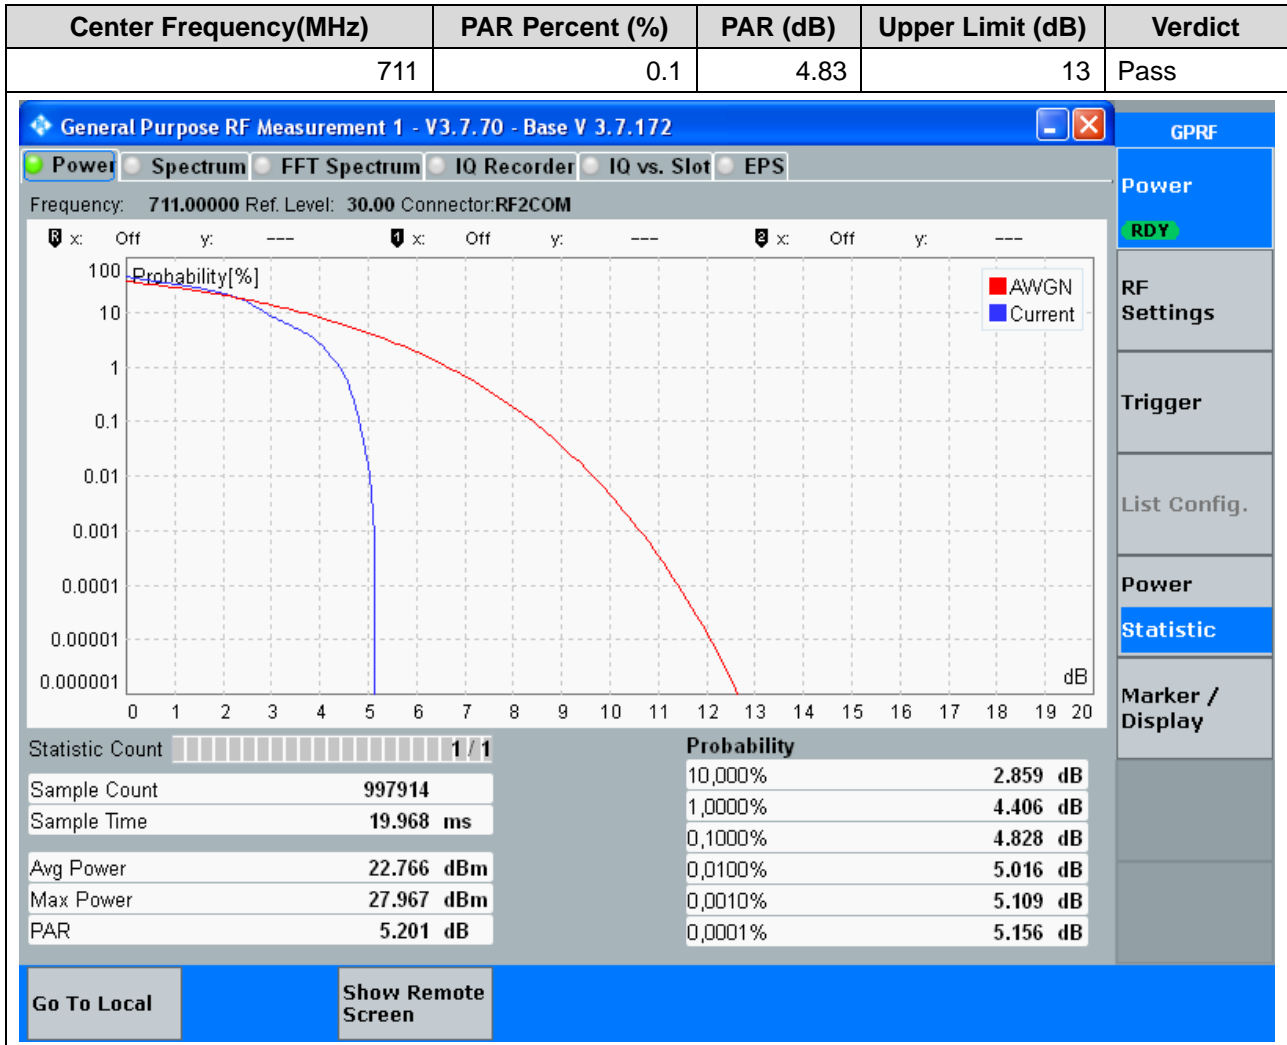 Center Frequency(MHz) PAR Percent (%) PAR (dB) Upper Limit (dB) Verdict
711 0.1 4.83 13 Pass
General Purpose RF Measurement 1 - V3.7.70 - Base V 3.7.172
GPRF
Power Spectrum FFT Spectrum IQ Recorder IQ vs. Slot EPS
Frequency: 711.00000 Ref. Level: 30.00 Connector:RF2COM
R x: Off y: --- 1 x: Off y: --- 2 x: Off y: ---
Probability[%]
100
10
1
0.1
0.01
0.001
0.0001
0.00001
0.000001
AWGN
Current
dB
0 1 2 3 4 5 6 7 8 9 10 11 12 13 14 15 16 17 18 19 20
Statistic Count 1 / 1
Sample Count 997914
Sample Time 19.968 ms
Avg Power 22.766 dBm
Max Power 27.967 dBm
PAR 5.201 dB
Probability
10,000% 2.859 dB
1,0000% 4.406 dB
0,1000% 4.828 dB
0,0100% 5.016 dB
0,0010% 5.109 dB
0,0001% 5.156 dB
Power
RDY
RF
Settings
Trigger
List Config.
Power
Statistic
Marker /
Display
Go To Local
Show Remote
Screen